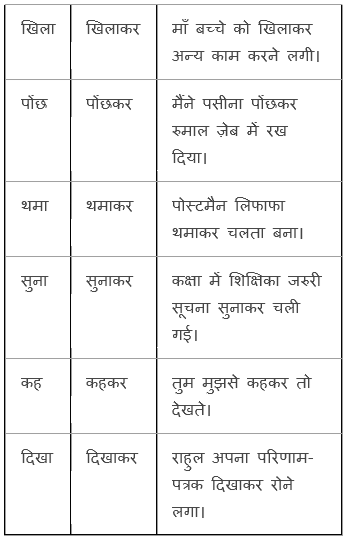 खिला खिलाकर माँ बच्चे को खिलाकर
अन्य काम करने लगी।
पोंछ पोंछकर मैंने पसीना पोंछकर
रुमाल ज़ेब में रख
दिया।
थमा थमाकर पोस्टमैन लिफाफा
थमाकर चलता बना।
सुना सुनाकर कक्षा में शिक्षिका जरुरी
सूचना सुनाकर चली
गई।
कह कहकर तुम मुझसे कहकर तो
देखते।
दिखा दिखाकर राहुल अपना परिणाम-
पत्रक दिखाकर रोने
लगा।